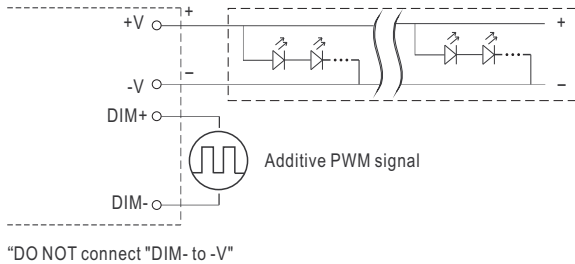 +V + +
-V − −
DIM+
Additive PWM signal
DIM-
“DO NOT connect "DIM- to -V"